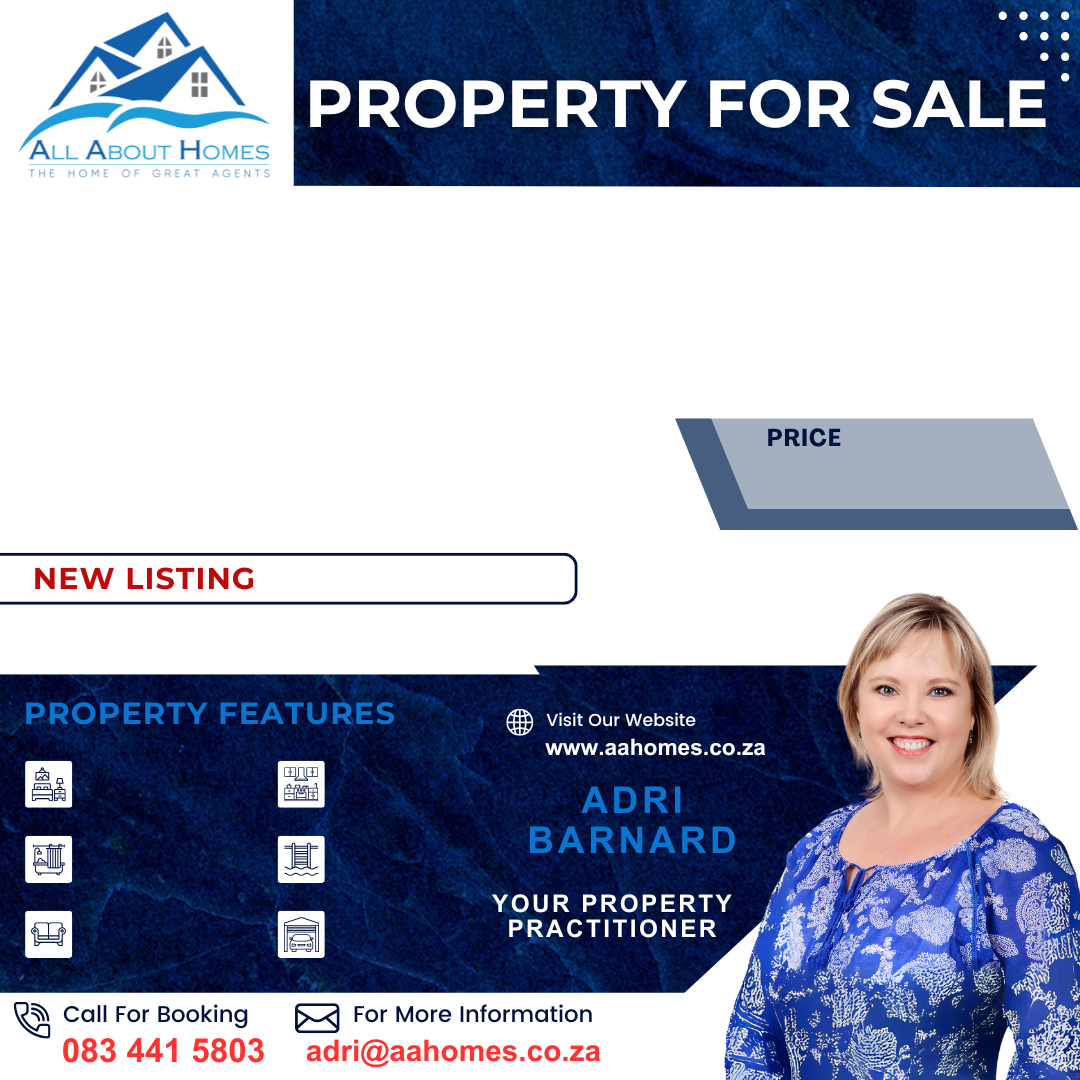 PROPERTY FOR SALE
ALL ABOUT HOMES
THE HOME OF GREAT AGENTS
PRICE
NEW LISTING
PROPERTY FEATURES
Visit Our Website
www.aahomes.co.za
ADRI
BARNARD
YOUR PROPERTY
PRACTITIONER
Call For Booking
083 441 5803
For More Information
adri@aahomes.co.za